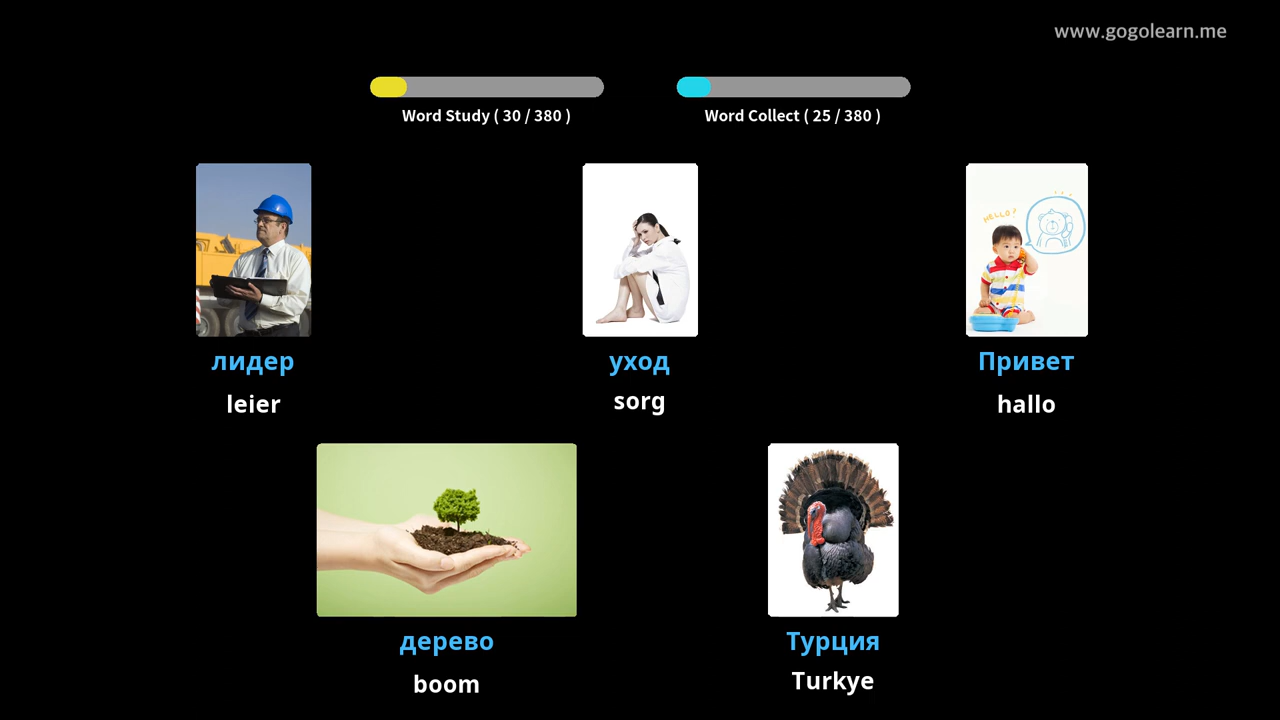 www.gogolearn.me
Word Study ( 30 / 380 )
Word Collect ( 25 / 380 )
HELLO?
лидер
уход
Привет
leier
sorg
hallo
дерево
Турция
boom
Turkye